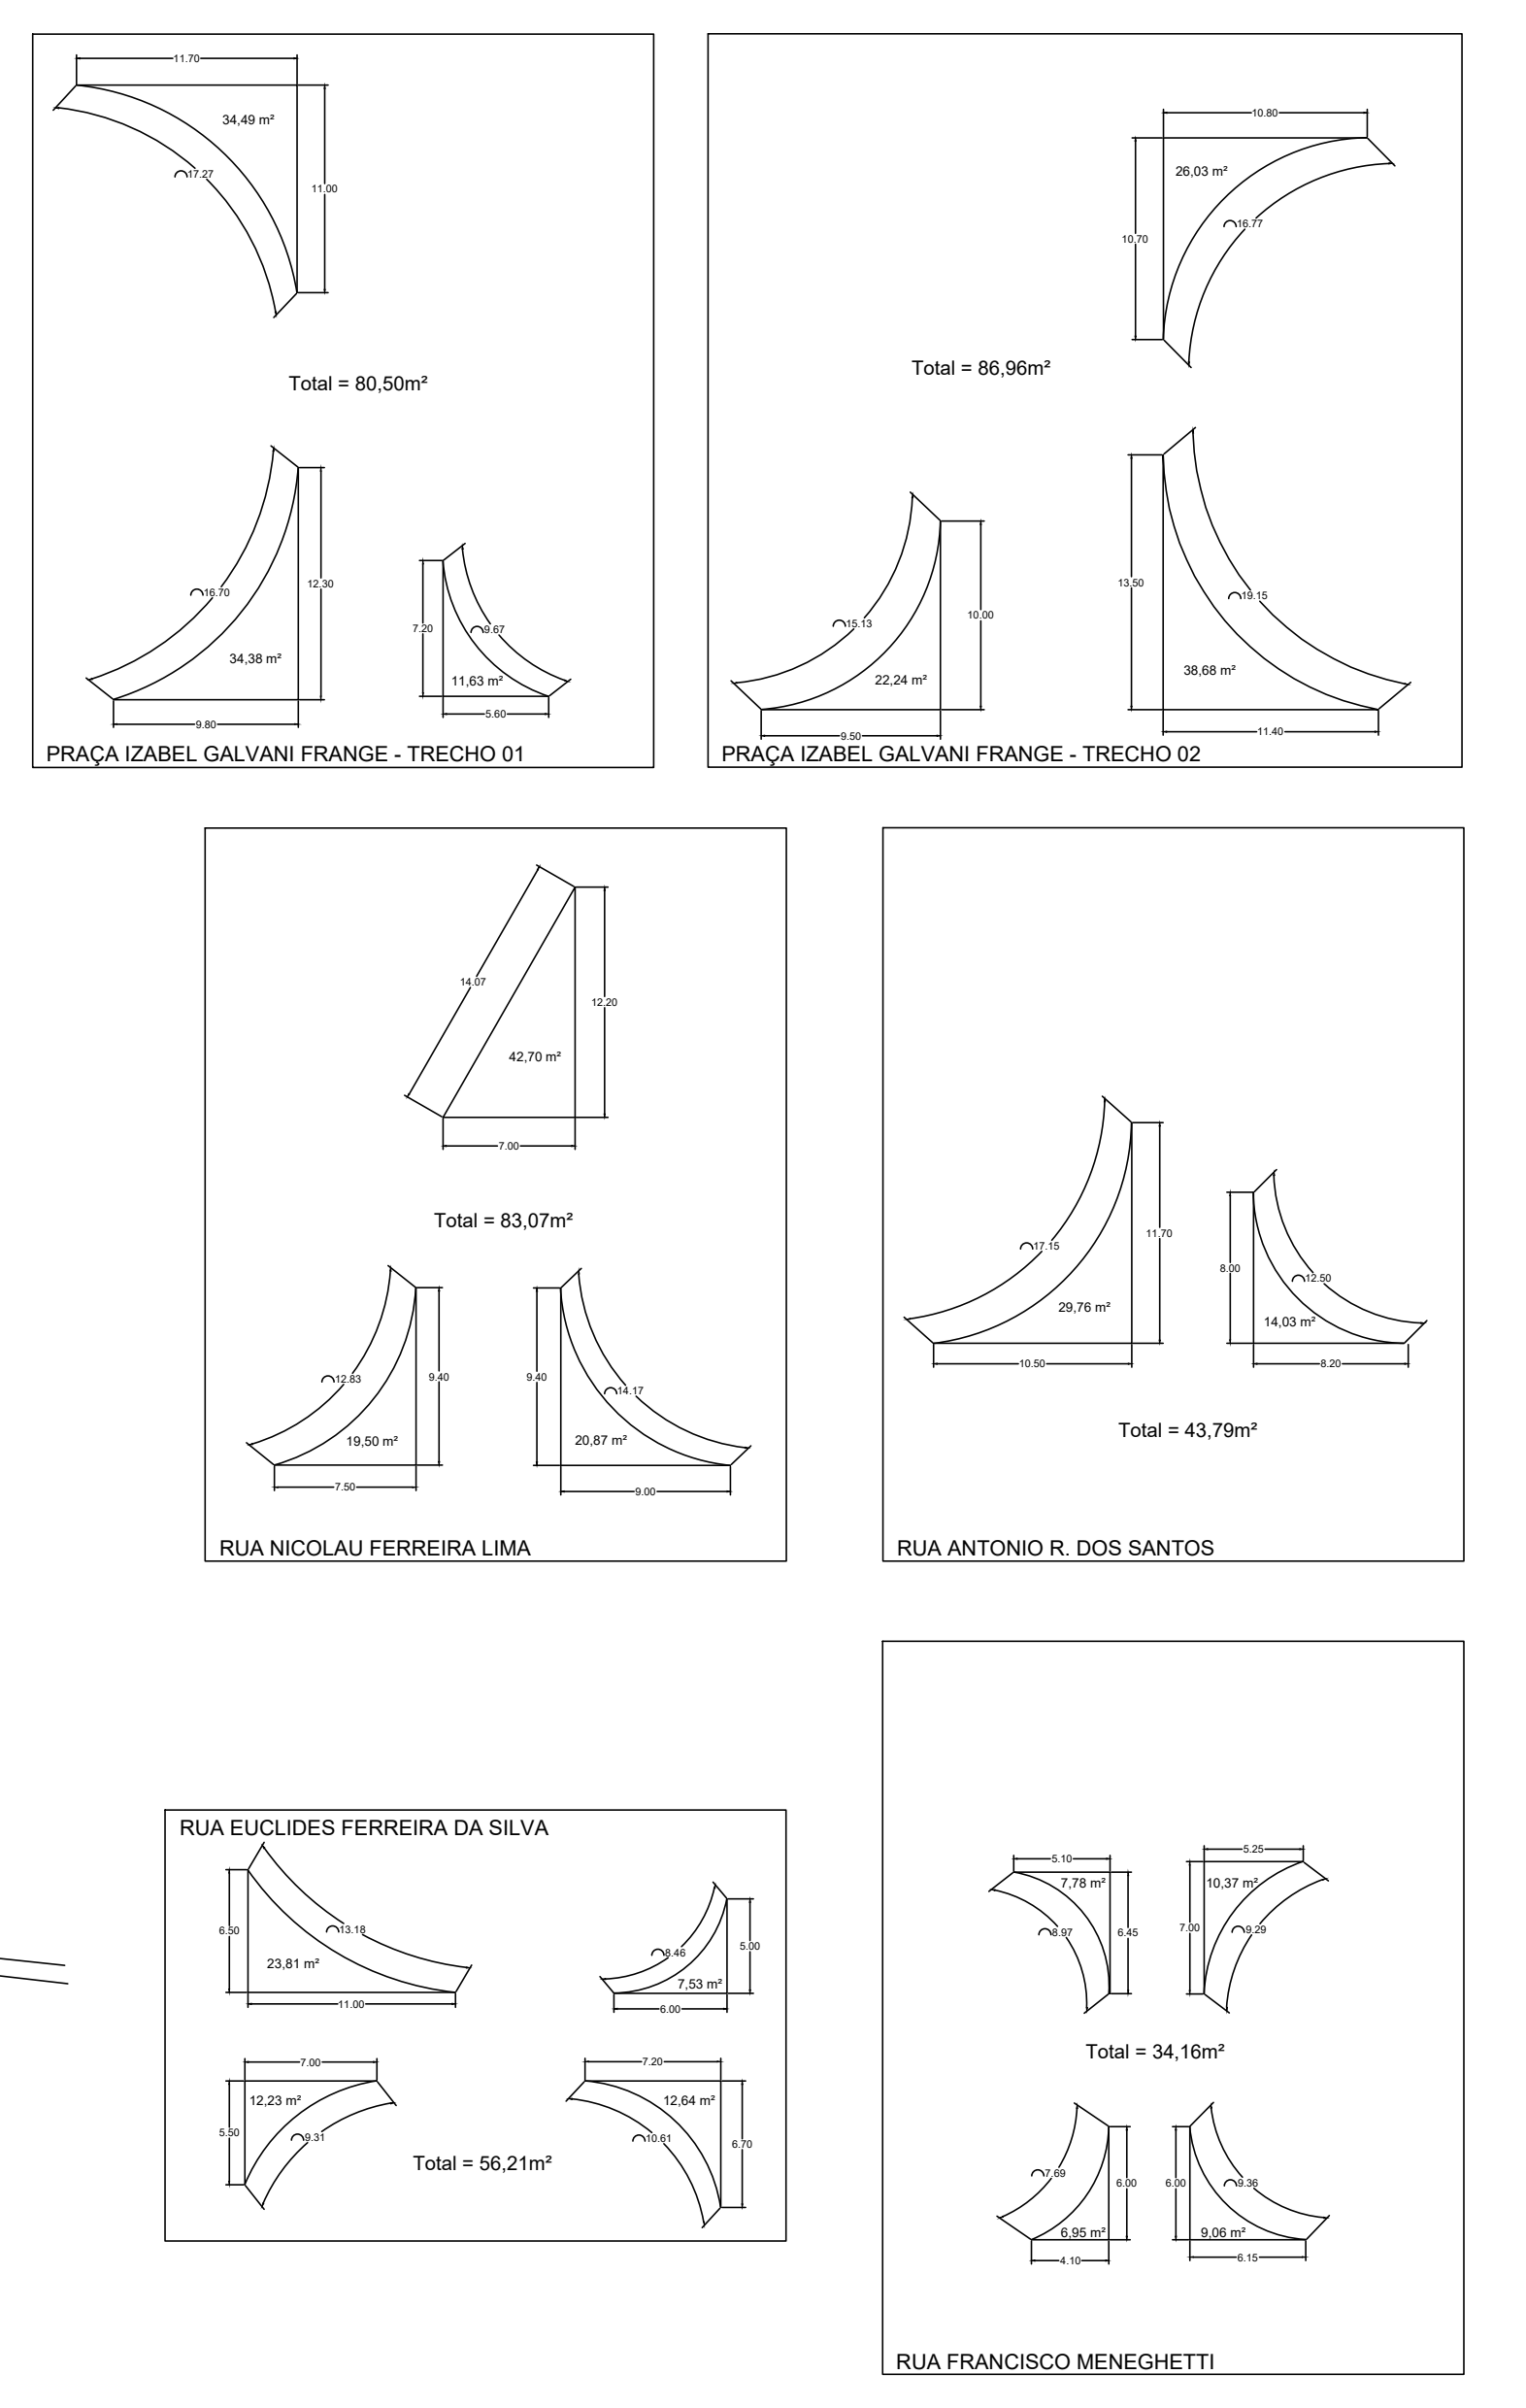 11.70
34,49 m²
17.27
11.00
Total = 80,50m²
16.70
12.30
34,38 m²
9.80
7.20
9.67
11,63 m²
5.60
PRAÇA IZABEL GALVANI FRANGE - TRECHO 01
10.80
26,03 m²
10.70
16.77
Total = 86,96m²
15.13
10.00
22,24 m²
9.50
13.50
19.15
38,68 m²
11.40
PRAÇA IZABEL GALVANI FRANGE - TRECHO 02
14.07
12.20
42,70 m²
7.00
Total = 83,07m²
12.83
9.40
19,50 m²
7.50
9.40
14.17
20,87 m²
9.00
RUA NICOLAU FERREIRA LIMA
17.15
11.70
29,76 m²
10.50
8.00
12.50
14,03 m²
8.20
Total = 43,79m²
RUA ANTONIO R. DOS SANTOS
RUA EUCLIDES FERREIRA DA SILVA
6.50
13.18
23,81 m²
11.00
8.46
5.00
7,53 m²
6.00
7.00
12,23 m²
5.50
9.31
7.20
12,64 m²
10.61
6.70
Total = 56,21m²
5.10
7,78 m²
8.97
6.45
5.25
10,37 m²
7.00
9.29
Total = 34,16m²
7.69
6.00
6,95 m²
4.10
6.00
9.36
9,06 m²
6.15
RUA FRANCISCO MENEGHETTI